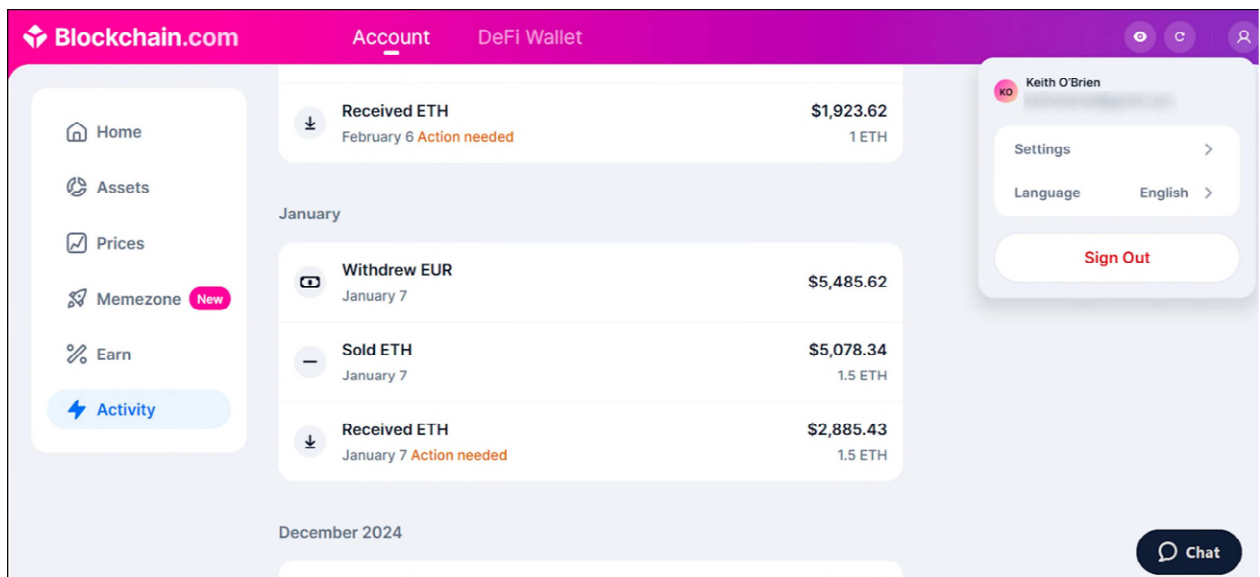 Blockchain.com
Account
DeFi Wallet
Home
Assets
Prices
Memezone New
Earn
Activity
Received ETH
$1,923.62
February 6 Action needed
1 ETH
January
Withdrew EUR
$5,485.62
January 7
Sold ETH
$5,078.34
January 7
1.5 ETH
Received ETH
$2,885.43
January 7 Action needed
1.5 ETH
December 2024
KO
Keith O'Brien
Settings
Language English
Sign Out
Chat